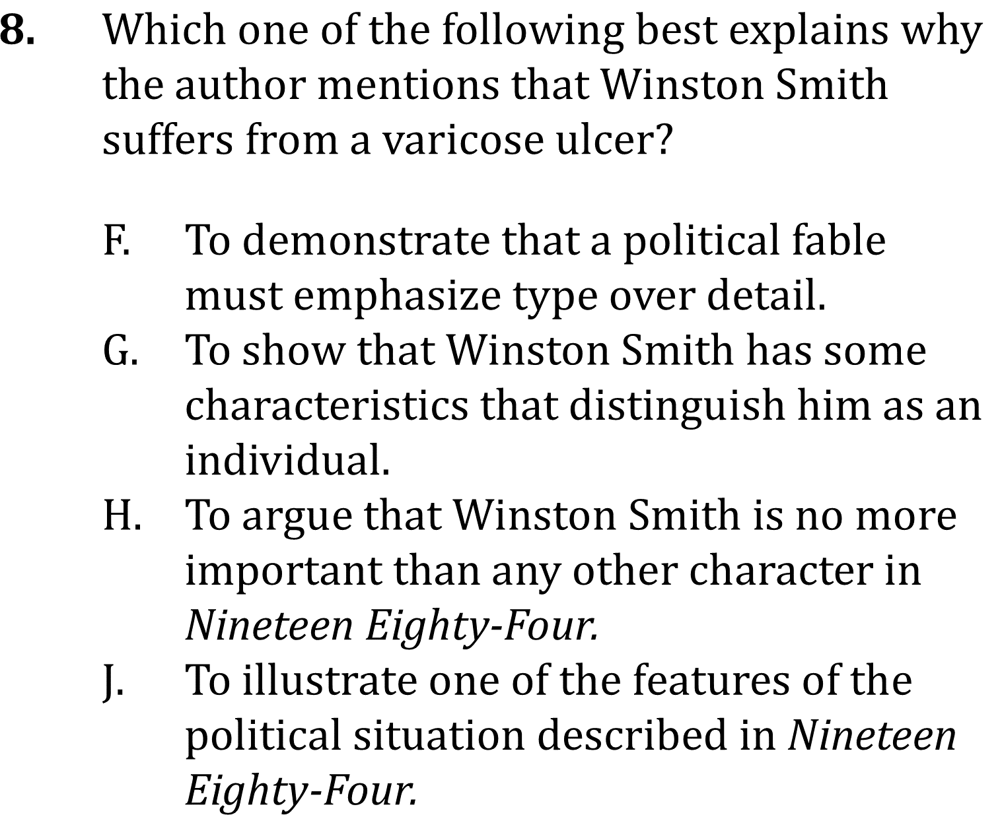 8. Which one of the following best explains why
the author mentions that Winston Smith
suffers from a varicose ulcer?
F. To demonstrate that a political fable
must emphasize type over detail.
G. To show that Winston Smith has some
characteristics that distinguish him as an
individual.
H. To argue that Winston Smith is no more
important than any other character in
Nineteen Eighty-Four.
J. To illustrate one of the features of the
political situation described in Nineteen
Eighty-Four.